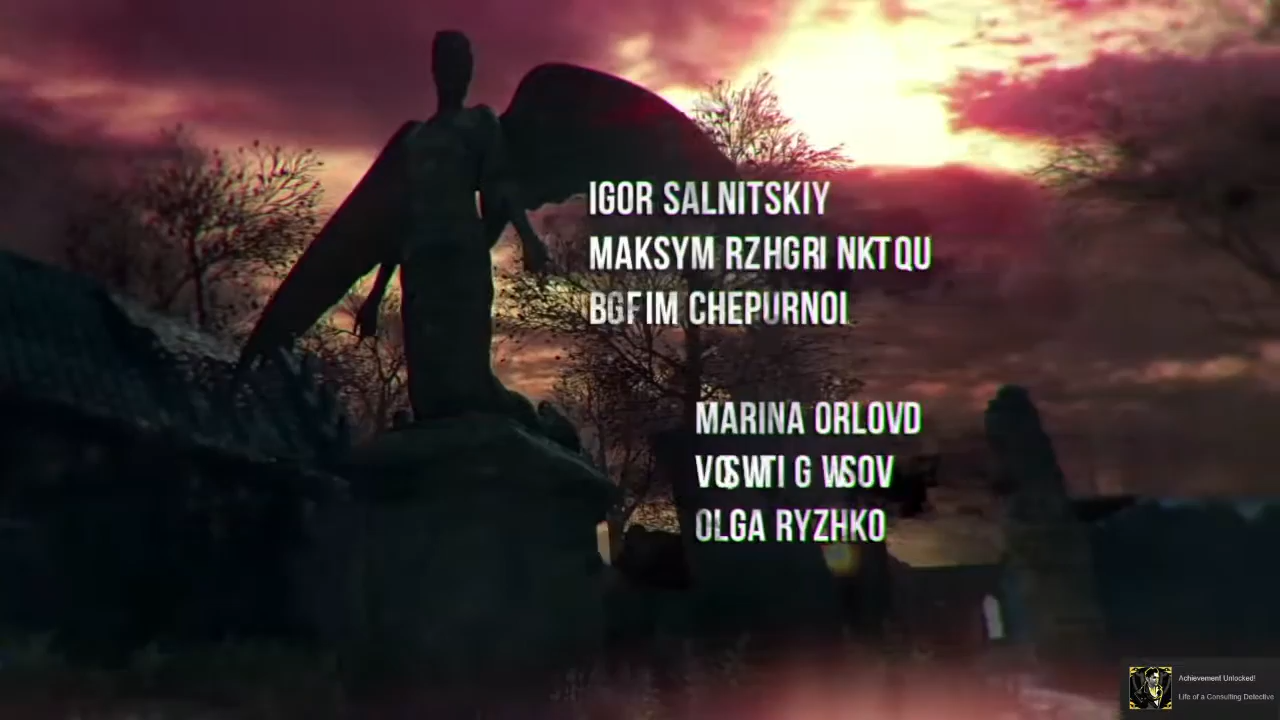 IGOR SALNITSKIY
MAKSYM RZHGRI NKTQU
BGFIM CHEPURNOI
MARINA ORLOVD
OLGA RYZHKO
Achievement Unlocked!
Life of a Consulting Detective